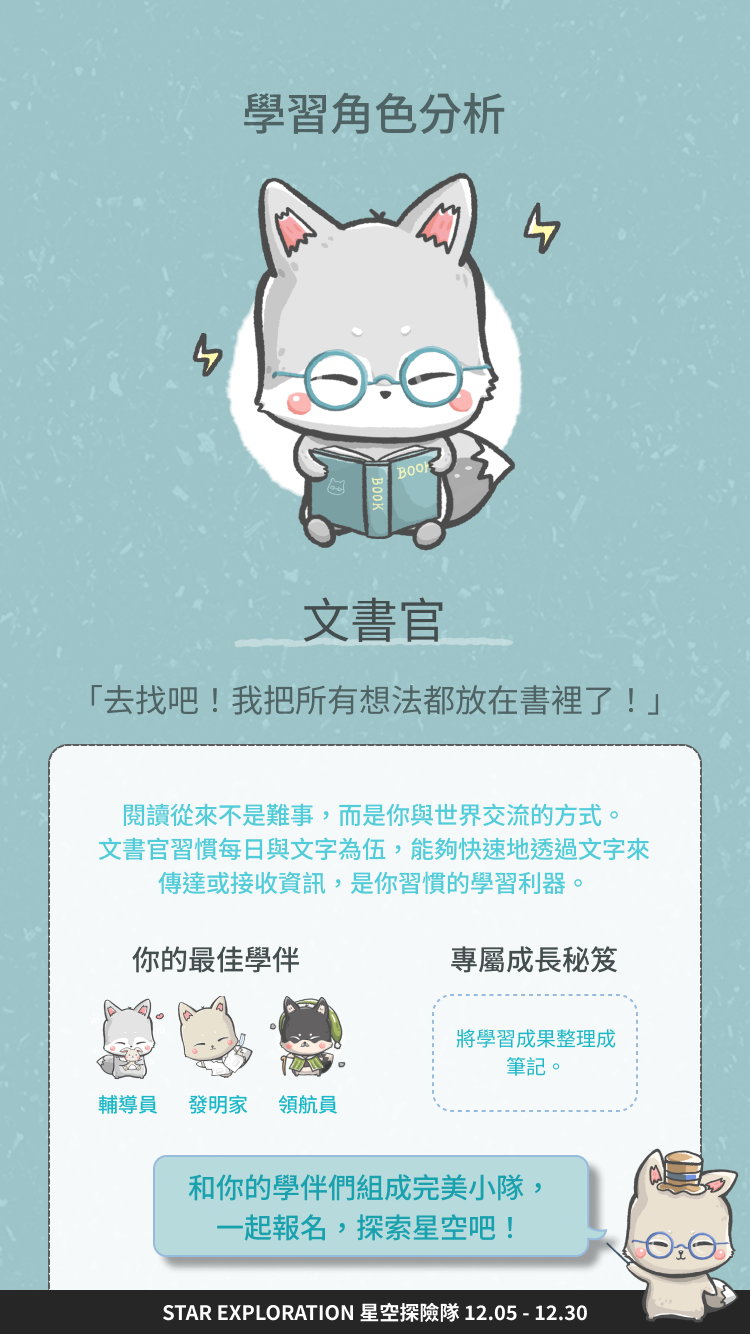 學習角色分析
BOOK
BOOK
文書官
「去找吧！我把所有想法都放在書裡了！」
閱讀從來不是難事，而是你與世界交流的方式。
文書官習慣每日與文字為伍，能夠快速地透過文字來
傳達或接收資訊，是你習慣的學習利器。
你的最佳學伴
輔導員
發明家
領航員
專屬成長秘笈
將學習成果整理成
筆記。
和你的學伴們組成完美小隊，
一起報名，探索星空吧！
STAR EXPLORATION 星空探險隊 12.05 - 12.30